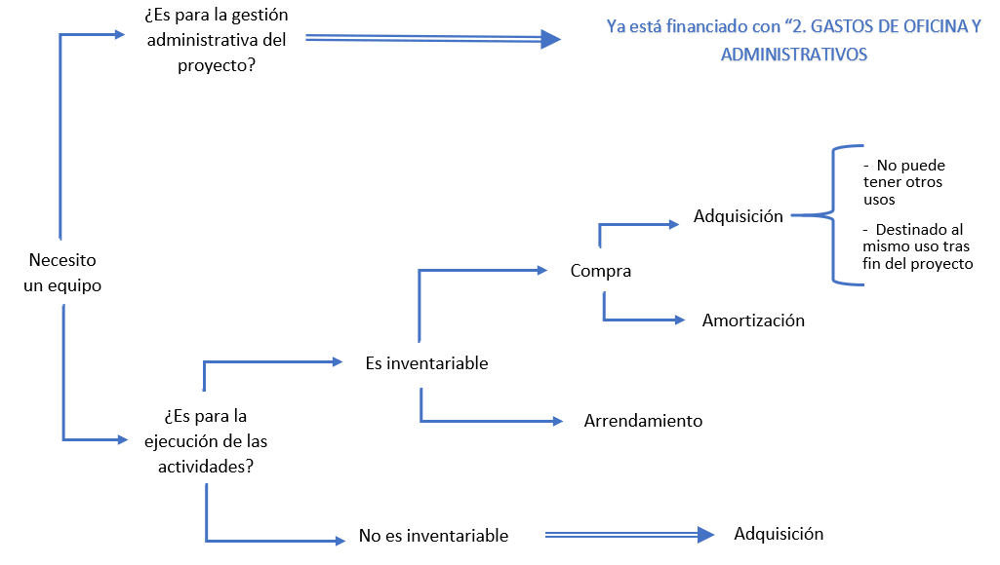 ¿Es para la gestión
administrativa del
proyecto?
Ya está financiado con “2. GASTOS DE OFICINA Y
ADMINISTRATIVOS
- No puede
tener otros
usos
Adquisición
- Destinado al
mismo uso tras
fin del proyecto
Necesito
un equipo
Compra
Amortización
Es inventariable
¿Es para la
ejecución de las
actividades?
Arrendamiento
No es inventariable
Adquisición